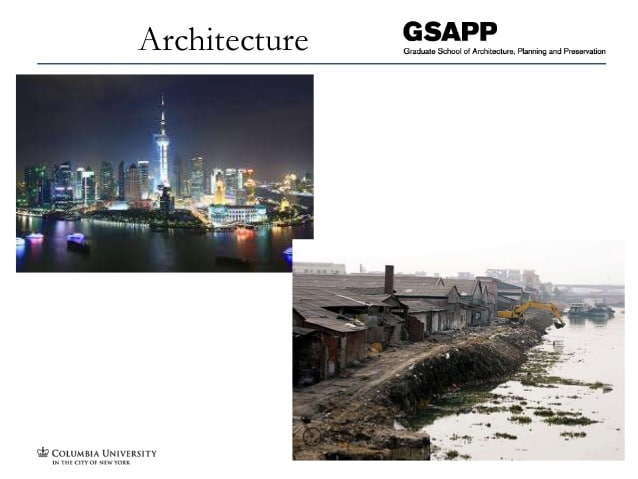 Architecture
GSAPP
Graduate School of Architecture, Planning and Preservation
COLUMBIA UNIVERSITY
IN THE CITY OF NEW YORK